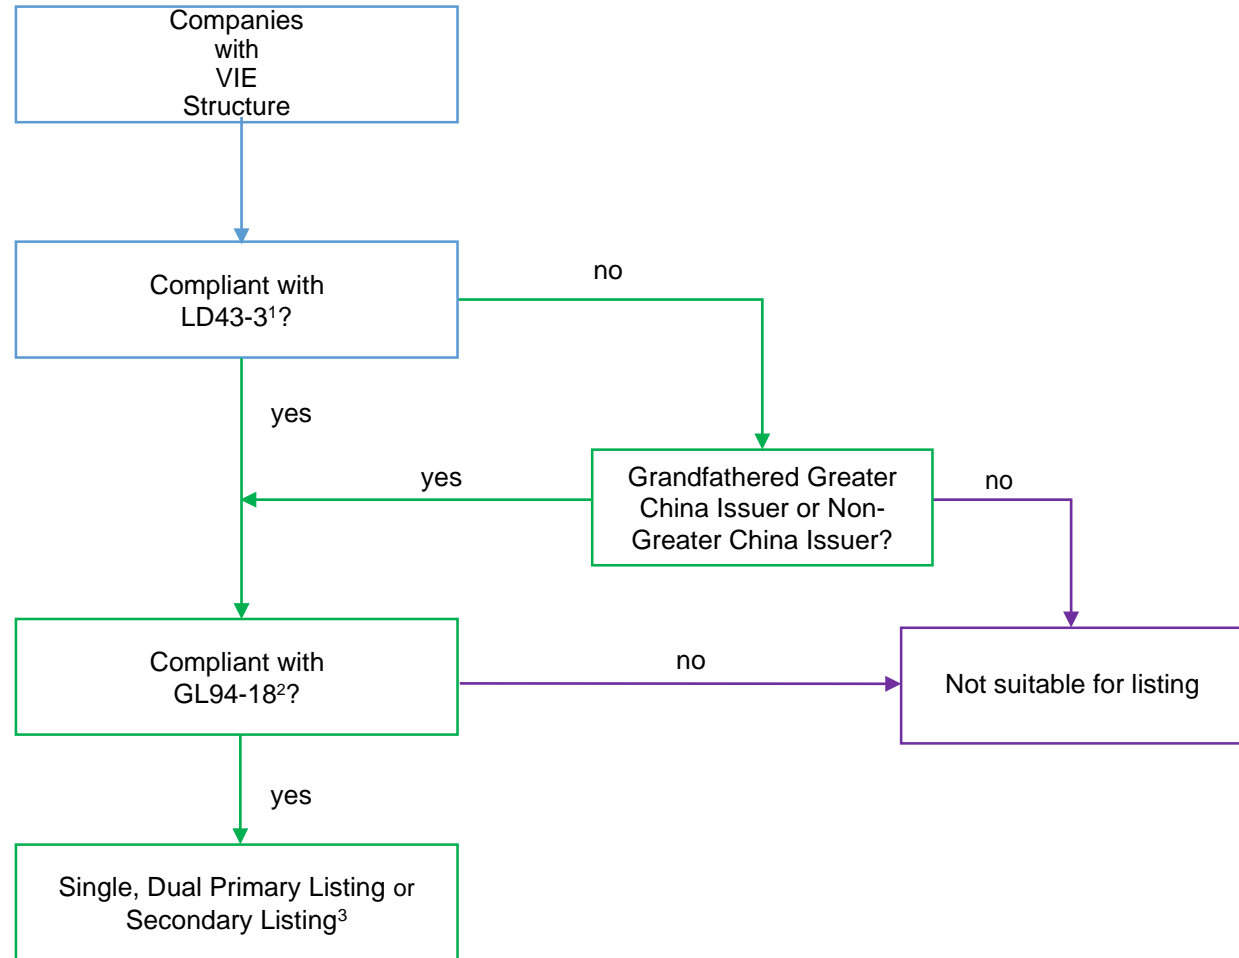 Companies
with
VIE
Structure
Compliant with
LD43-3¹?
no
yes
Grandfathered Greater
China Issuer or Non-
Greater China Issuer?
yes
no
Compliant with
GL94-18²?
no
Not suitable for listing
yes
Single, Dual Primary Listing or
Secondary Listing³